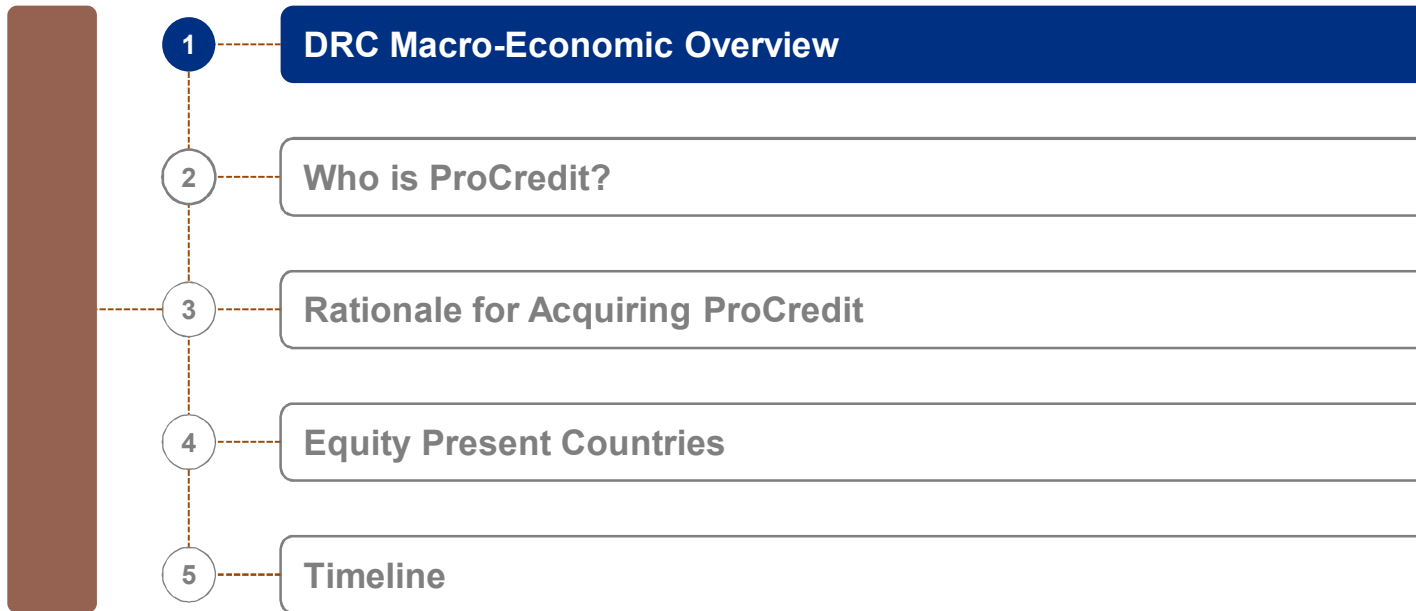 1 DRC Macro-Economic Overview
2 Who is ProCredit?
3 Rationale for Acquiring ProCredit
4 Equity Present Countries
5 Timeline